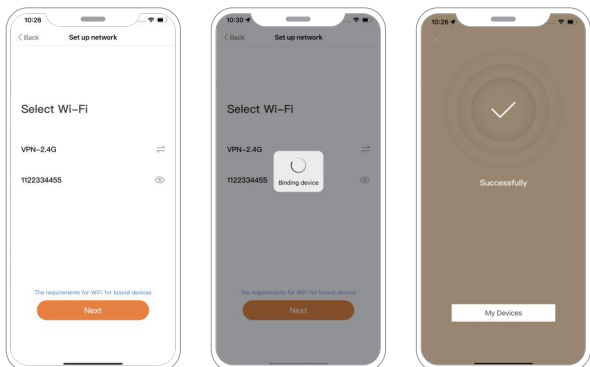 10:26
Back Set up network
Select Wi-Fi
VPN-2.4G
1122334455
The requirements for WiFi for bound devices
Next
10:30
Back Set up network
Select Wi-Fi
VPN-2.4G
1122334455
Binding device
The requirements for WiFi for bound devices
Next
10:26
Successfully
My Devices